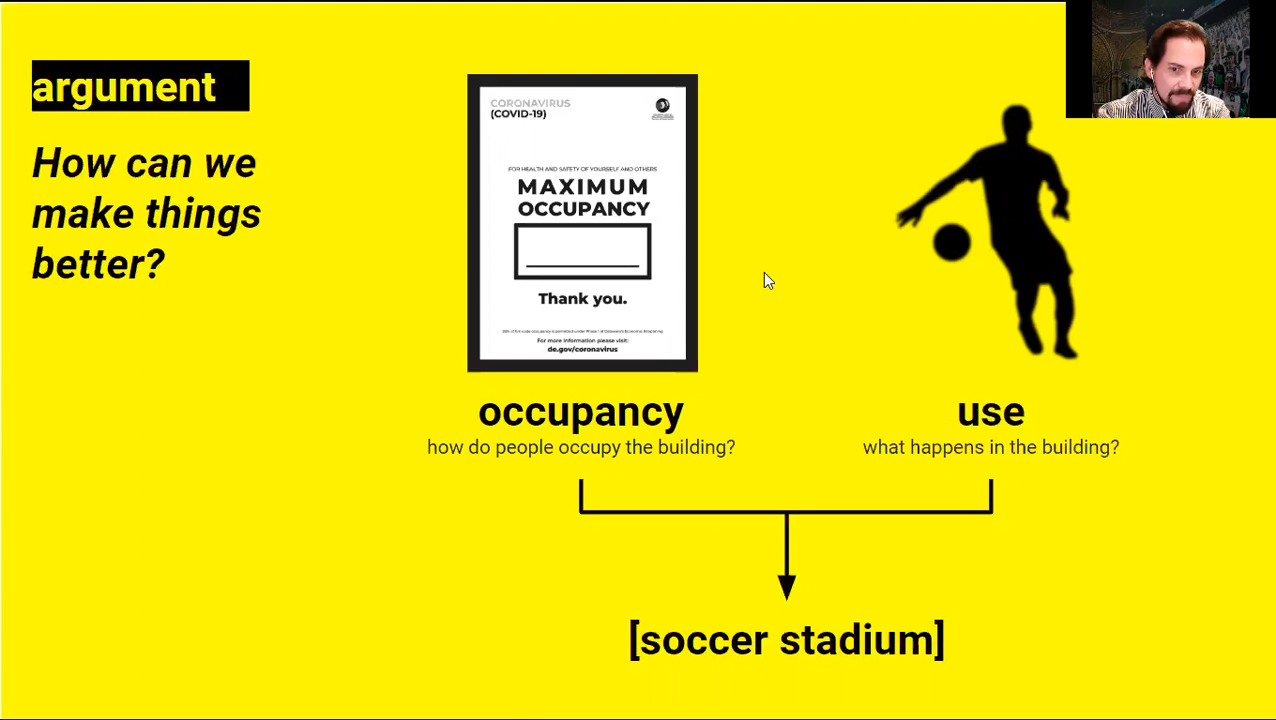 argument
How can we
make things
better?
CORONAVIRUS
(COVID-19)
FOR HEALTH AND SAFETY OF YOURSELF AND OTHERS
MAXIMUM
OCCUPANCY
Thank you.
For more information please visit:
de.gov/coronavirus
occupancy
how do people occupy the building?
use
what happens in the building?
[soccer stadium]